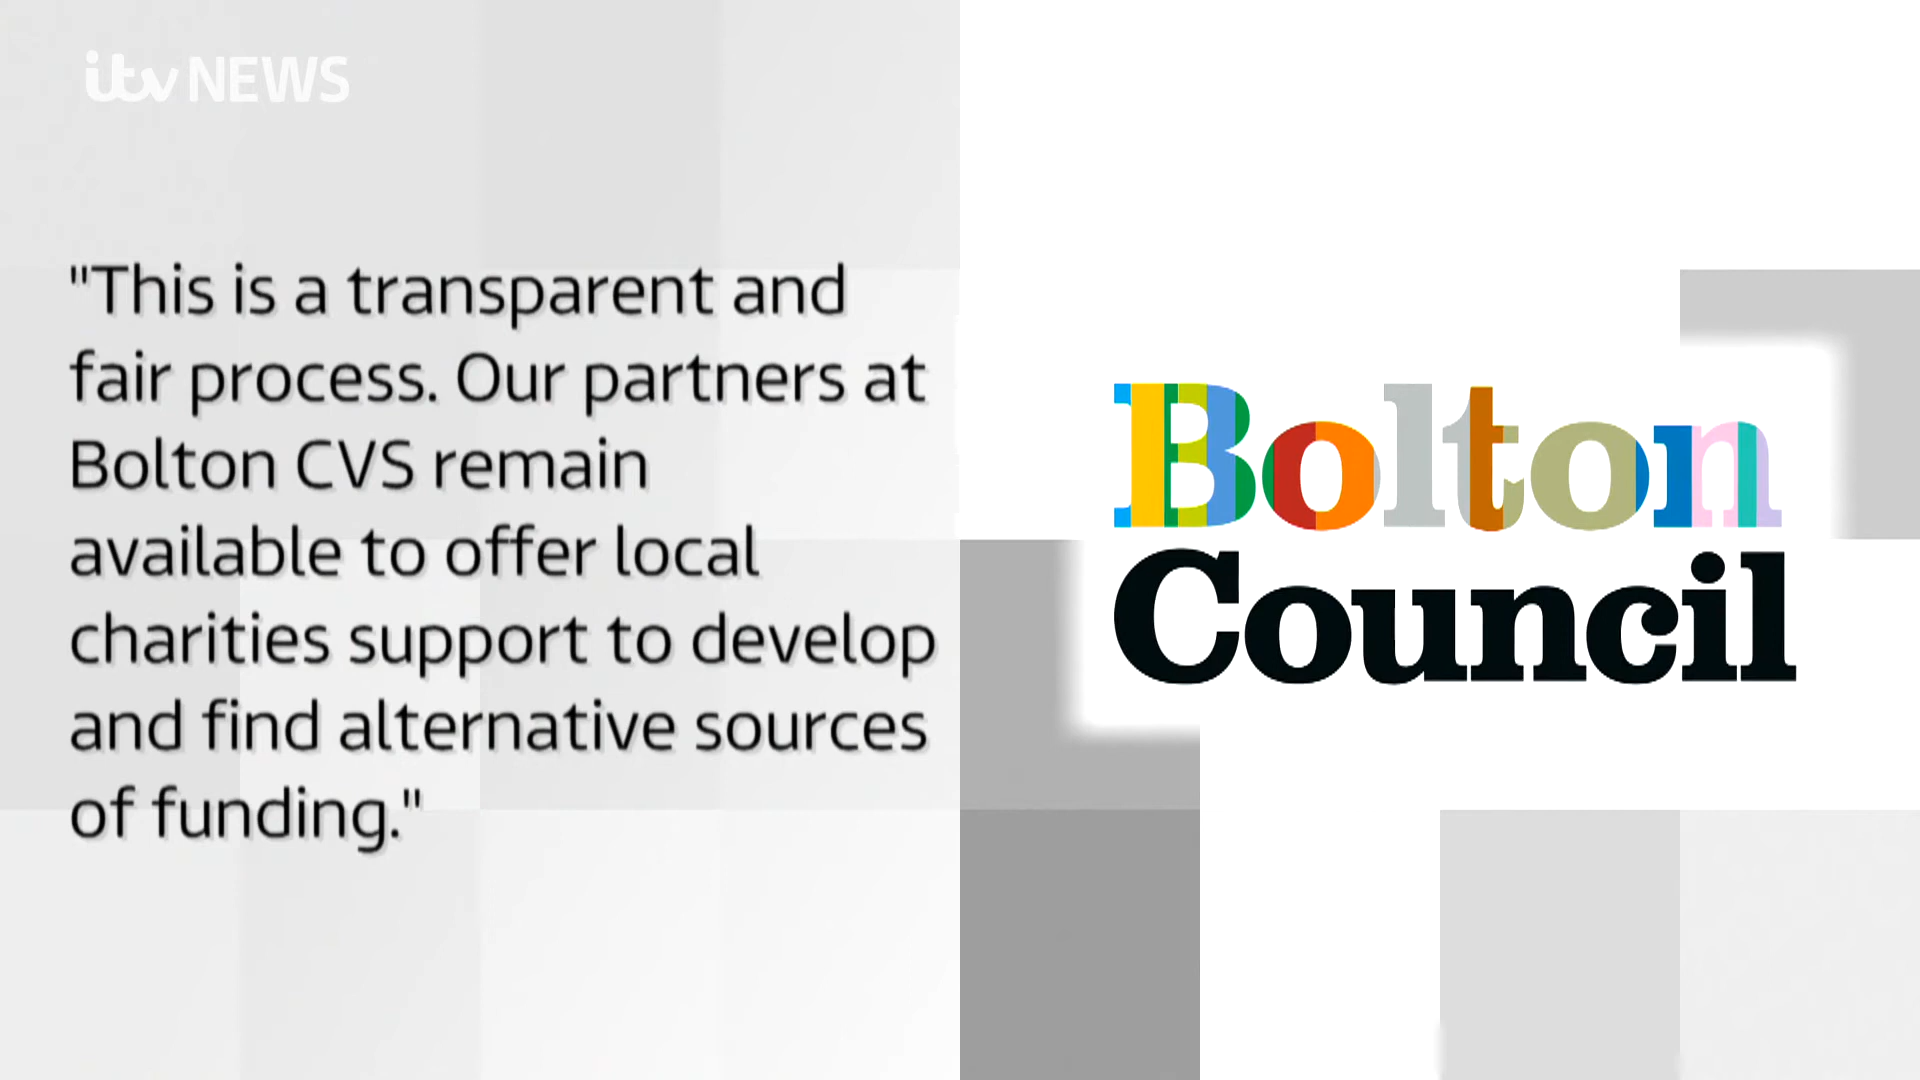 itv NEWS
"This is a transparent and
fair process. Our partners at
Bolton CVS remain
available to offer local
charities support to develop
and find alternative sources
of funding."
Bolton
Council